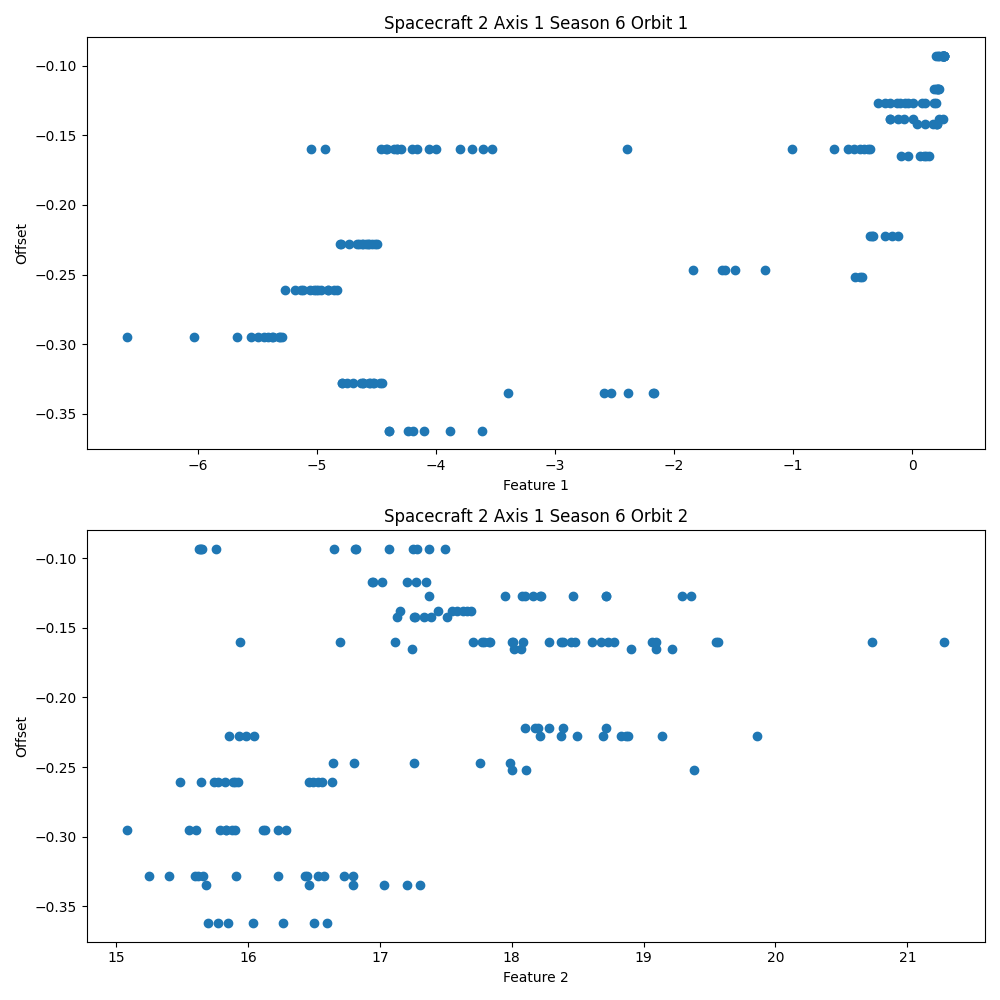 Spacecraft 2 Axis 1 Season 6 Orbit 1
−0.10
−0.15
−0.20
−0.25
−0.30
−0.35
Offset
−6 −5 −4 −3 −2 −1 0
Feature 1
Spacecraft 2 Axis 1 Season 6 Orbit 2
−0.10
−0.15
−0.20
−0.25
−0.30
−0.35
Offset
15 16 17 18 19 20 21
Feature 2